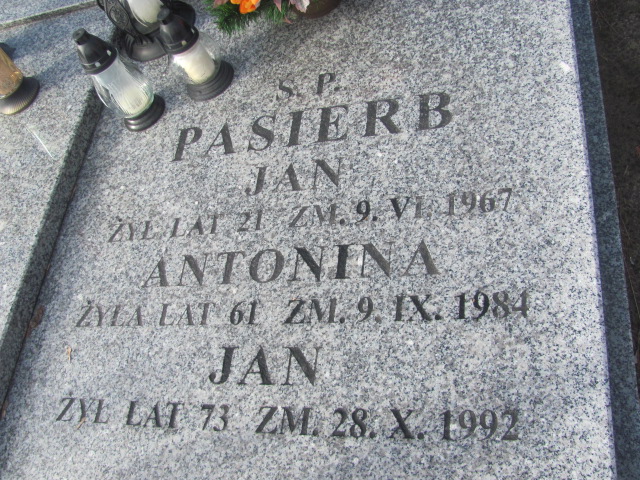 Ś. P.
PASIERB
JAN
ŻYŁ LAT 21 ZM. 9. VI. 1967
ANTONINA
ŻYŁA LAT 61 ZM. 9. IX. 1984
JAN
ŻYŁ LAT 73 ZM. 28. X. 1992